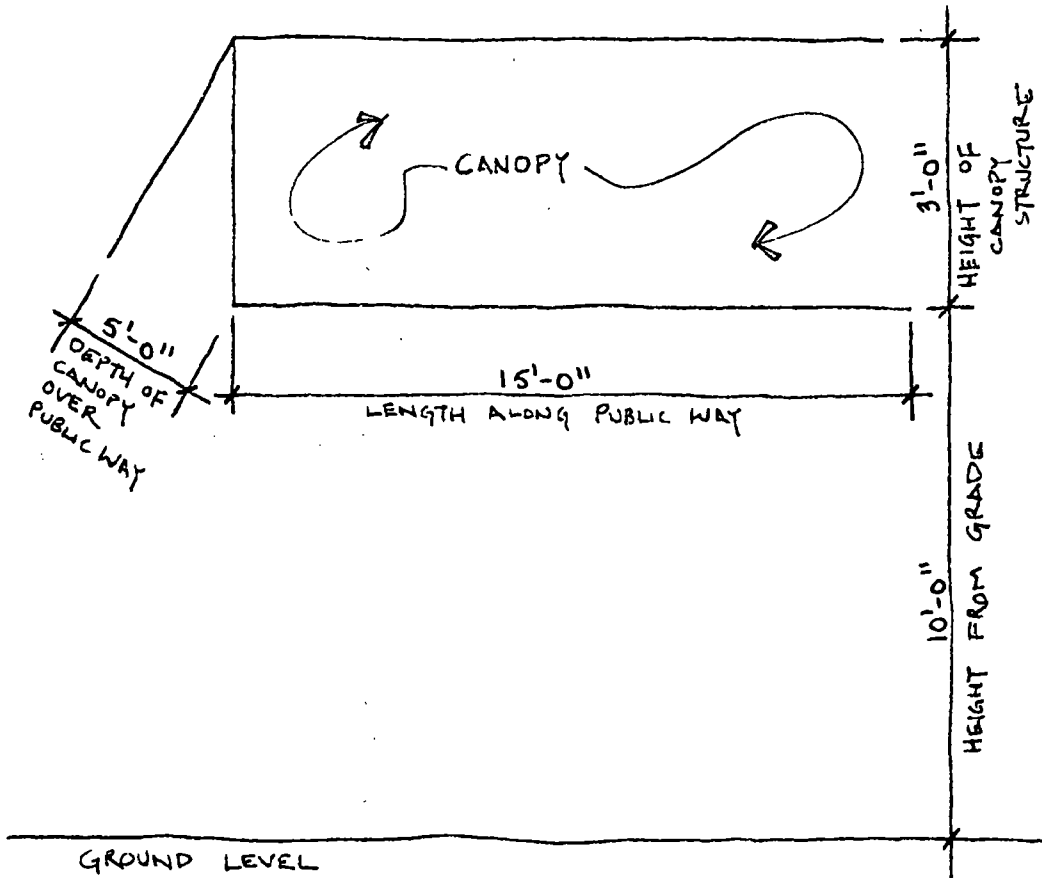 CANOPY
3'-0"
HEIGHT OF
CANOPY
STRUCTURE
5'-0"
DEPTH OF
CANOPY
OVER
PUBLIC WAY
15'-0"
LENGTH ALONG PUBLIC WAY
10'-0"
HEIGHT FROM GRADE
GROUND LEVEL